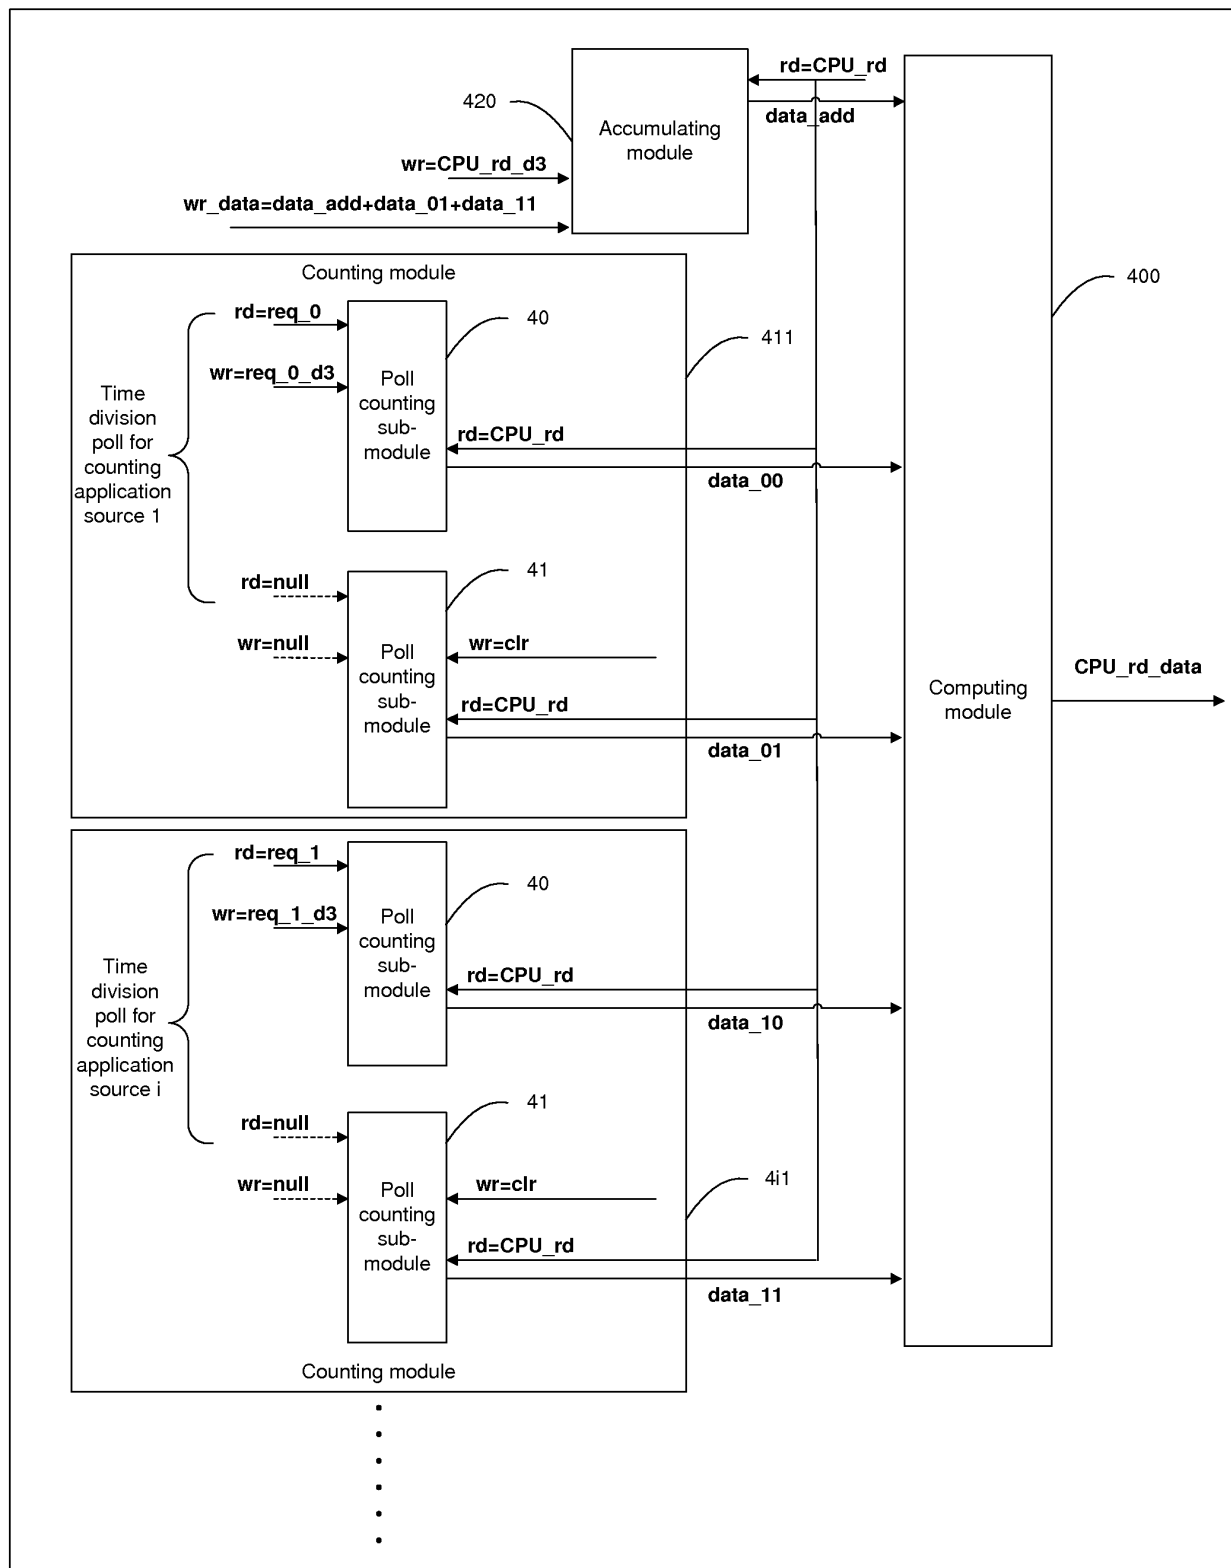 rd=CPU_rd
420
Accumulating
module
data_add
wr=CPU_rd_d3
wr_data=data_add+data_01+data_11
Counting module
400
rd=req_0
40
411
wr=req_0_d3
Poll
counting
sub-
module
Time
division
poll for
counting
application
source 1
rd=CPU_rd
data_00
rd=null
41
wr=null
wr=clr
Poll
counting
sub-
module
rd=CPU_rd
data_01
Computing
module
CPU_rd_data
rd=req_1
40
wr=req_1_d3
Poll
counting
sub-
module
Time
division
poll for
counting
application
source i
rd=CPU_rd
data_10
rd=null
41
wr=null
wr=clr
4i1
Poll
counting
sub-
module
rd=CPU_rd
data_11
Counting module